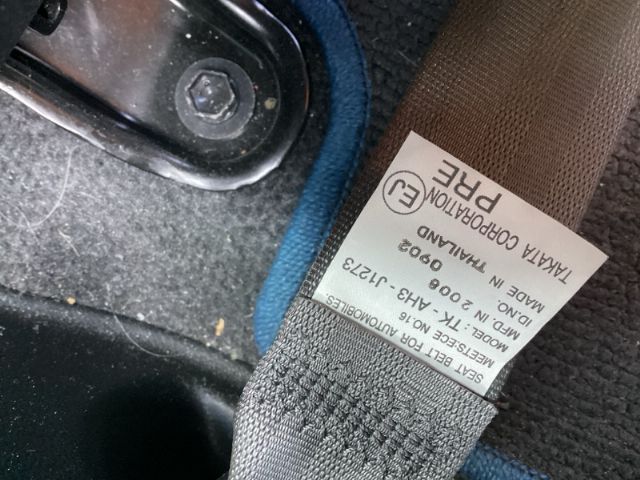 SEAT BELT FOR AUTOMOBILES
MEETS:ECE NO.16
MODEL: TK - AH3 - J1273
MFD. IN 2006 0902
ID.NO.
MADE IN THAILAND
TAKATA CORPORATION
PRE
EJ